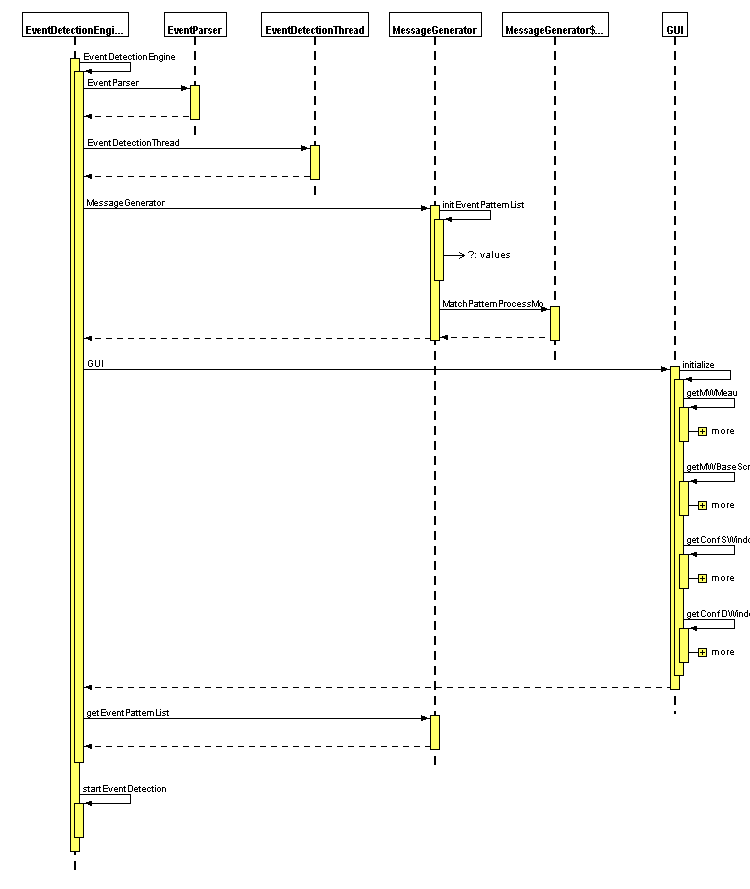 EventDetectionEngi...
EventParser
EventDetectionThread
MessageGenerator
MessageGenerator$...
GUI
EventDetectionEngine
EventParser
EventDetectionThread
MessageGenerator
initEventPatternList
?: values
MatchPatternProcessMo
GUI
initialize
getMWMeau
more
getMWBaseScr
more
getConfSWindo
more
getConfDWindo
more
getEventPatternList
startEventDetection